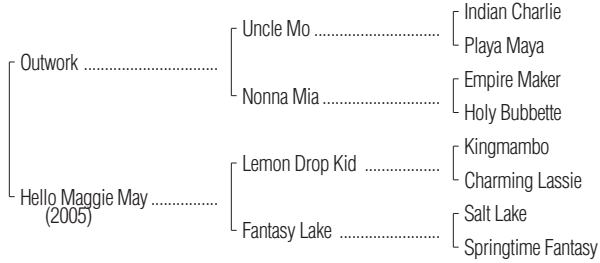 Indian Charlie
Uncle Mo ..............................
Playa Maya
Outwork ................................
Empire Maker
Nonna Mia ............................
Holy Bubbette
Kingmambo
Lemon Drop Kid ..................
Charming Lassie
Hello Maggie May ................
(2005)
Salt Lake
Fantasy Lake ........................
Springtime Fantasy